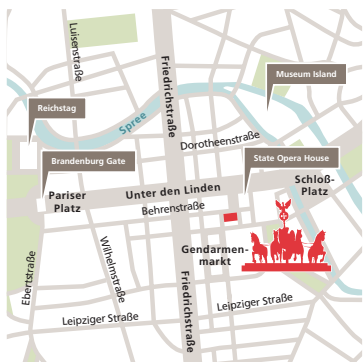 Luisenstraße
Friedrichstraße
Museum Island
Reichstag
Spree
Dorotheenstraße
Brandenburg Gate
State Opera House
Unter den Linden
Schloß-
Platz
Pariser
Platz
Behrenstraße
Wilhelmstraße
Gendarmen-
markt
Ebertstraße
Friedrichstraße
Leipziger Straße
Leipziger Straße